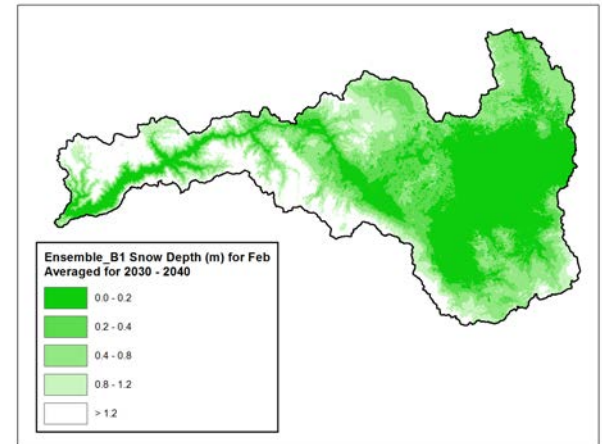 Ensemble_B1 Snow Depth (m) for Feb
Averaged for 2030 - 2040
0.0 - 0.2
0.2 - 0.4
0.4 - 0.8
0.8 - 1.2
> 1.2